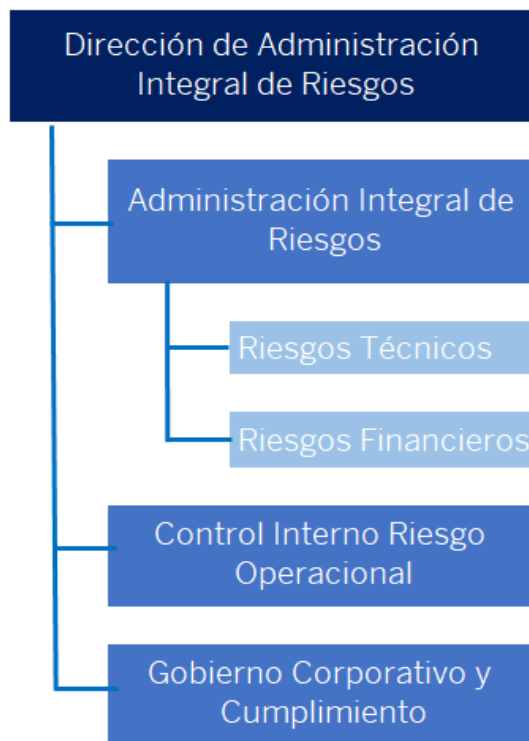 Dirección de Administración
Integral de Riesgos
Administración Integral de
Riesgos
Riesgos Técnicos
Riesgos Financieros
Control Interno Riesgo
Operacional
Gobierno Corporativo y
Cumplimiento